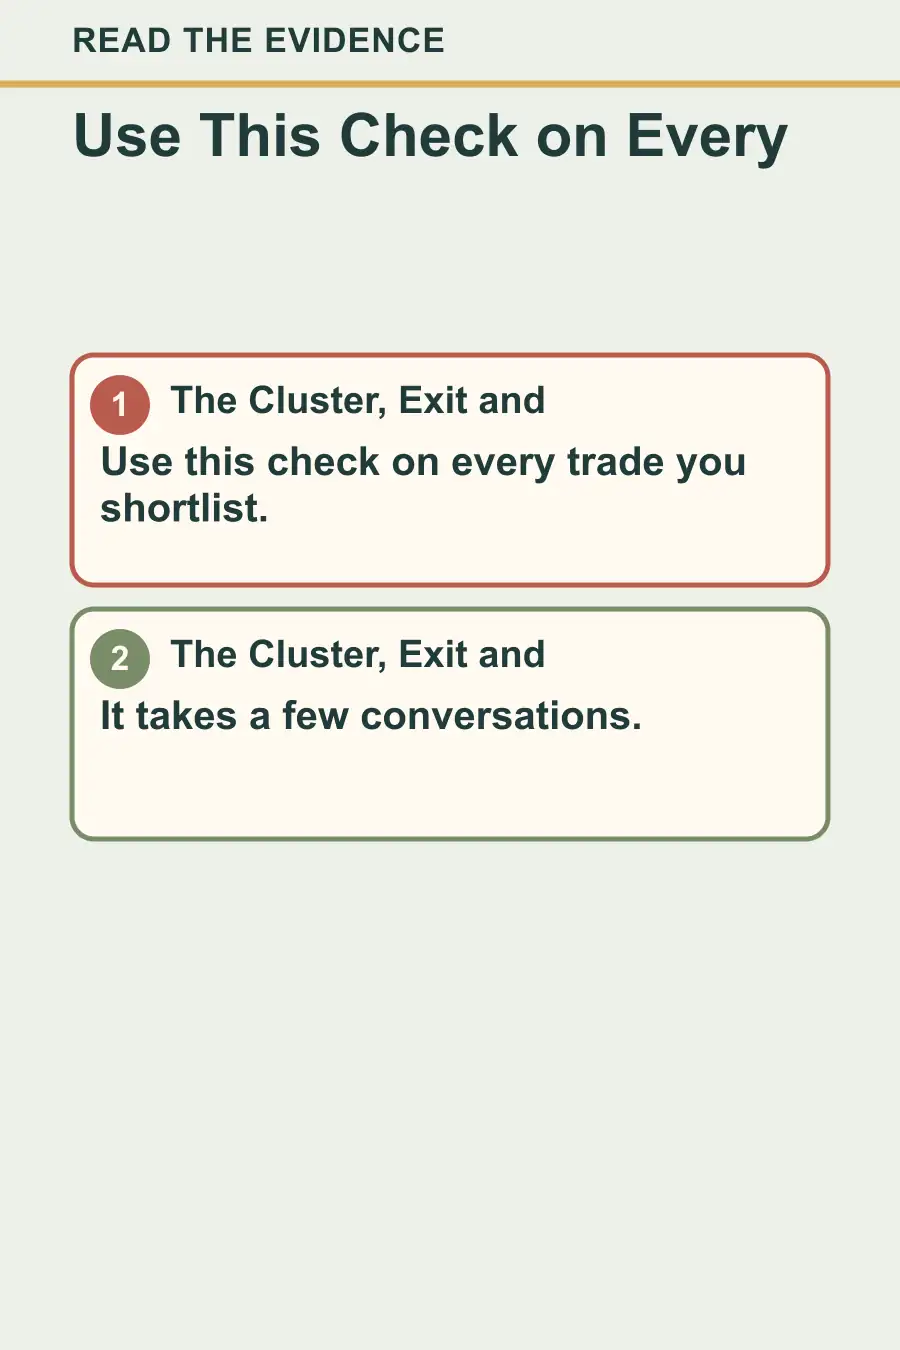 READ THE EVIDENCE
Use This Check on Every
1 The Cluster, Exit and
Use this check on every trade you
shortlist.
2 The Cluster, Exit and
It takes a few conversations.